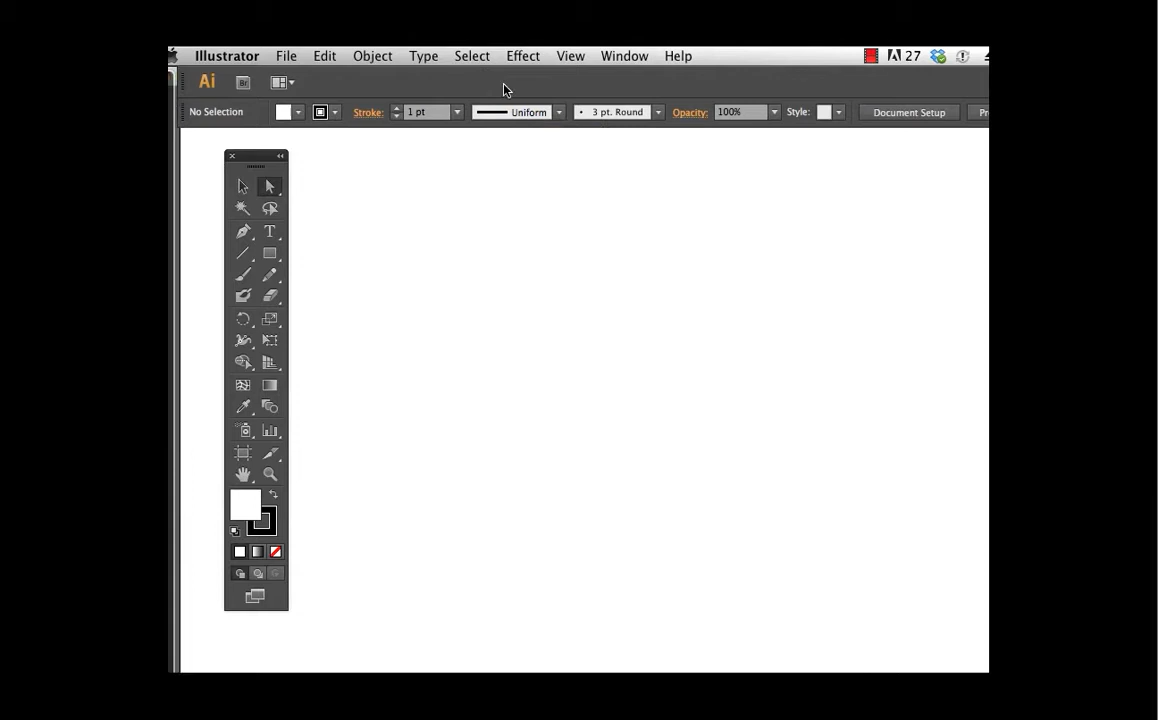 Illustrator File Edit Object Type Select Effect View Window Help 27
Ai Br
No Selection Stroke: 1 pt Uniform 3 pt. Round Opacity: 100% Style: Document Setup Pr
T